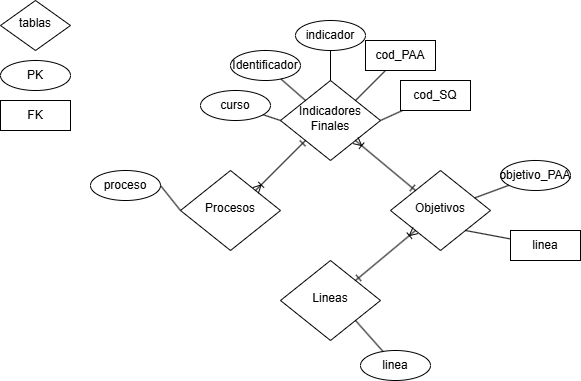 tablas
PK
FK
indicador
cod_PAA
Identificador
cod_SQ
curso
Indicadores
Finales
proceso
Procesos
objetivo_PAA
Objetivos
linea
Lineas
linea